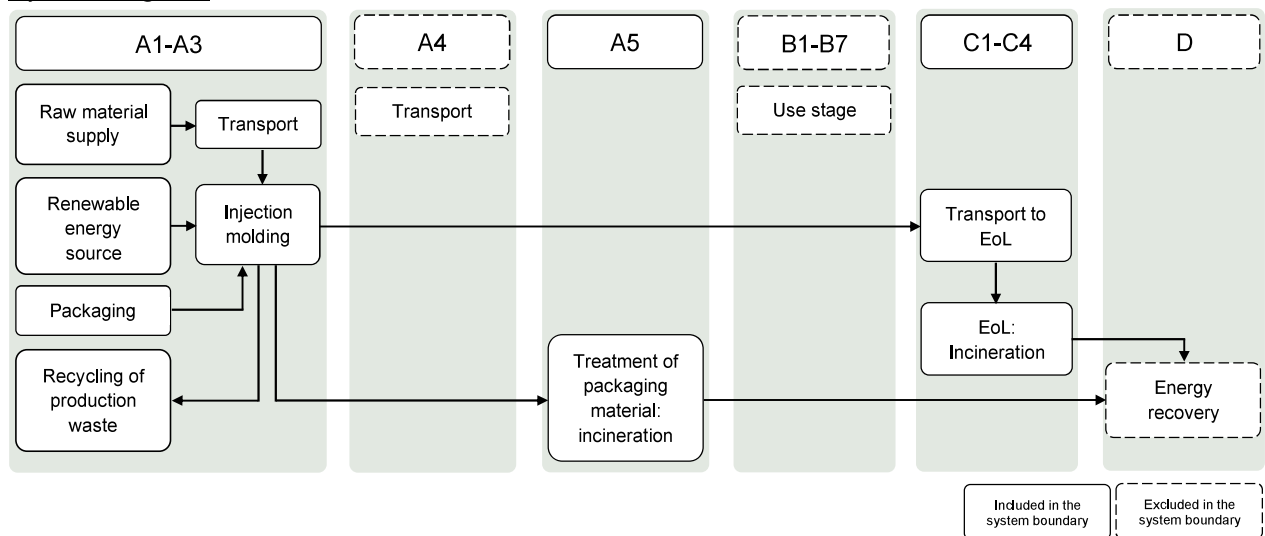 A1-A3
A4
A5
B1-B7
C1-C4
D
Raw material
supply
Transport
Transport
Use stage
Renewable
energy
source
Injection
molding
Transport to
EoL
Packaging
EoL:
Incineration
Recycling of
production
waste
Treatment of
packaging
material:
incineration
Energy
recovery
Included in the
system boundary
Excluded in the
system boundary